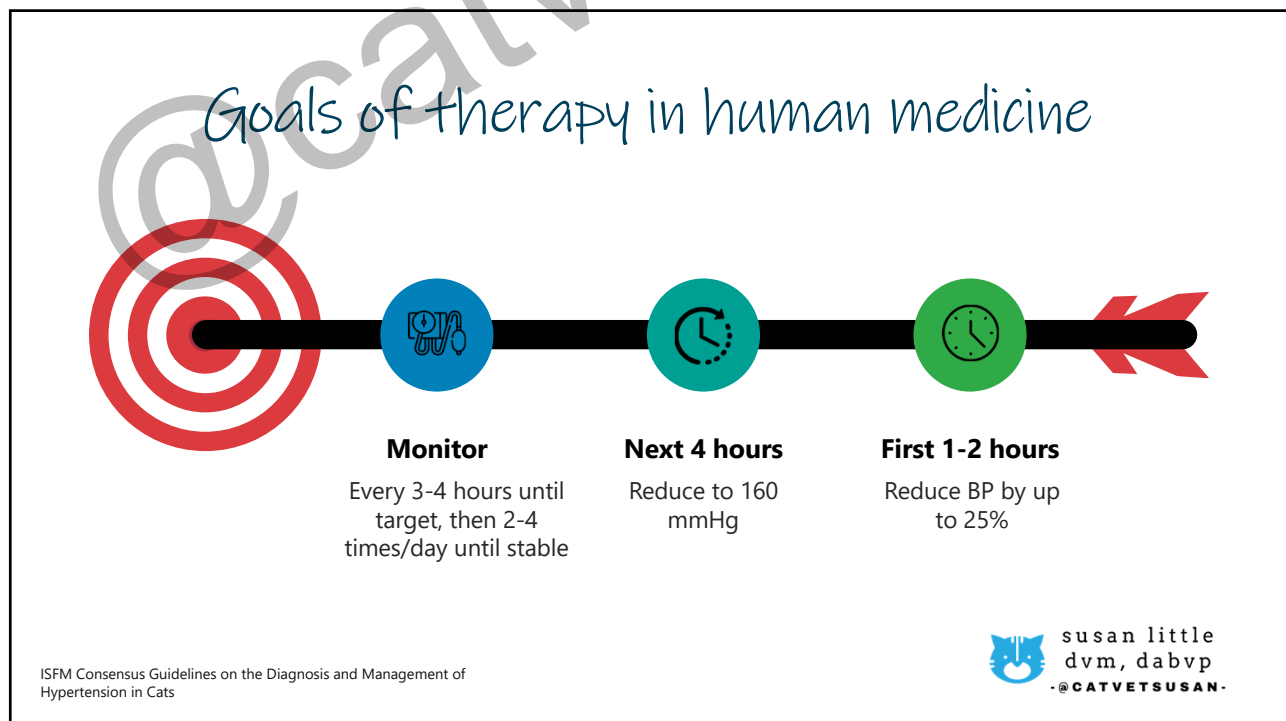 @catv
Goals of therapy in human medicine
Monitor
Every 3-4 hours until
target, then 2-4
times/day until stable
Next 4 hours
Reduce to 160
mmHg
First 1-2 hours
Reduce BP by up
to 25%
ISFM Consensus Guidelines on the Diagnosis and Management of
Hypertension in Cats
susan little
dvm, dabvp
-@CATVETSUSAN-